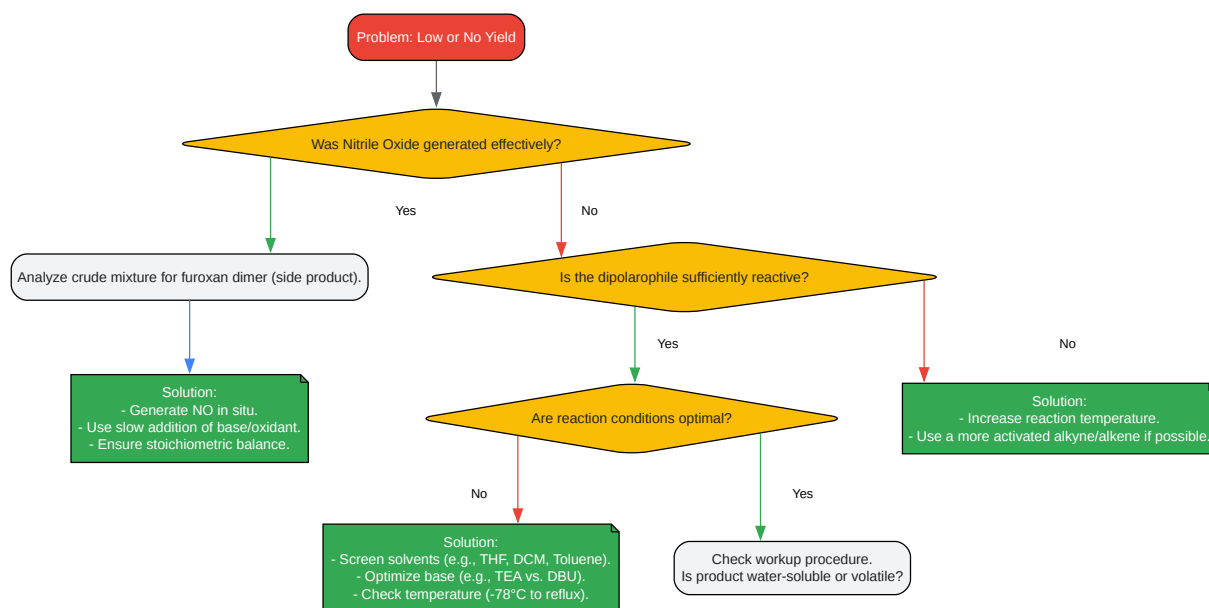 Problem: Low or No Yield
Was Nitrile Oxide generated effectively?
Yes
No
Analyze crude mixture for furoxan dimer (side product).
Is the dipolarophile sufficiently reactive?
Yes
No
Solution:
- Generate NO in situ.
- Use slow addition of base/oxidant.
- Ensure stoichiometric balance.
Are reaction conditions optimal?
Solution:
- Increase reaction temperature.
- Use a more activated alkyne/alkene if possible.
No
Yes
Solution:
- Screen solvents (e.g., THF, DCM, Toluene).
- Optimize base (e.g., TEA vs. DBU).
- Check temperature (-78°C to reflux).
Check workup procedure.
Is product water-soluble or volatile?